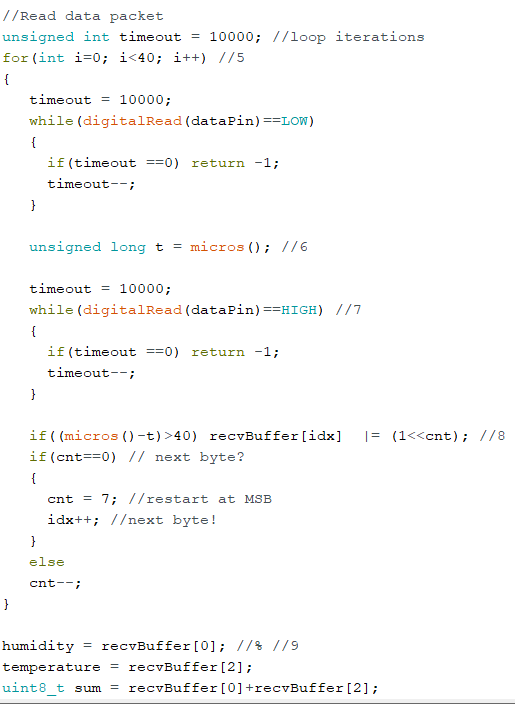 //Read data packet
unsigned int timeout = 10000; //loop iterations
for(int i=0; i<40; i++) //5
{
timeout = 10000;
while(digitalRead(dataPin)==LOW)
{
if(timeout ==0) return -1;
timeout--;
}
unsigned long t = micros(); //6
timeout = 10000;
while(digitalRead(dataPin)==HIGH) //7
{
if(timeout ==0) return -1;
timeout--;
}
if((micros()-t)>40) recvBuffer[idx] |= (1<<cnt); //8
if(cnt==0) // next byte?
{
cnt = 7; //restart at MSB
idx++; //next byte!
}
else
cnt--;
}
humidity = recvBuffer[0]; //% //9
temperature = recvBuffer[2];
uint8_t sum = recvBuffer[0]+recvBuffer[2];